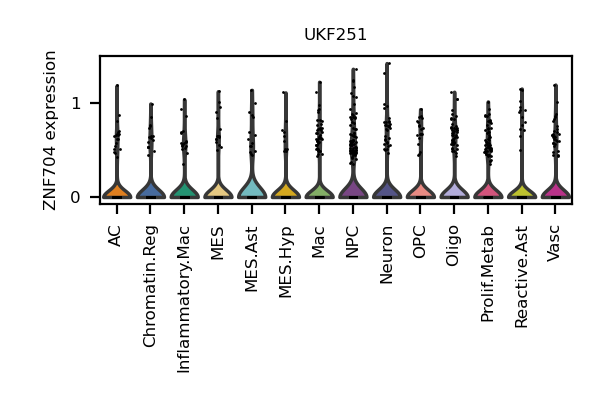 UKF251
ZNF704 expression
1
0
AC
Chromatin.Reg
Inflammatory.Mac
MES
MES.Ast
MES.Hyp
Mac
NPC
Neuron
OPC
Oligo
Prolif.Metab
Reactive.Ast
Vasc